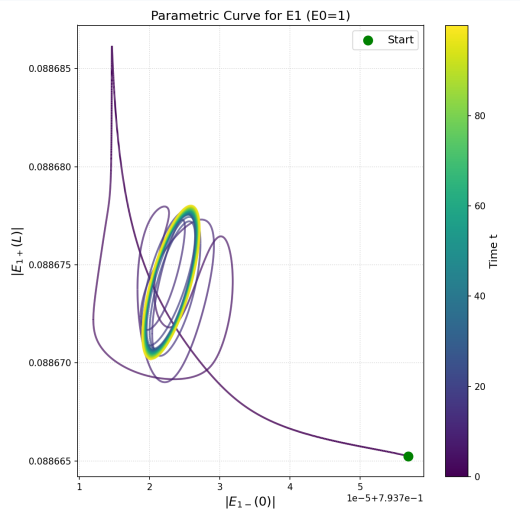 Parametric Curve for E1 (E0=1)
Start
0.088685
0.088680
0.088675
0.088670
0.088665
|E₁₊(L)|
1 2 3 4 5
1e−5+7.937e−1
|E₁₋(0)|
80
60
40
20
0
Time t